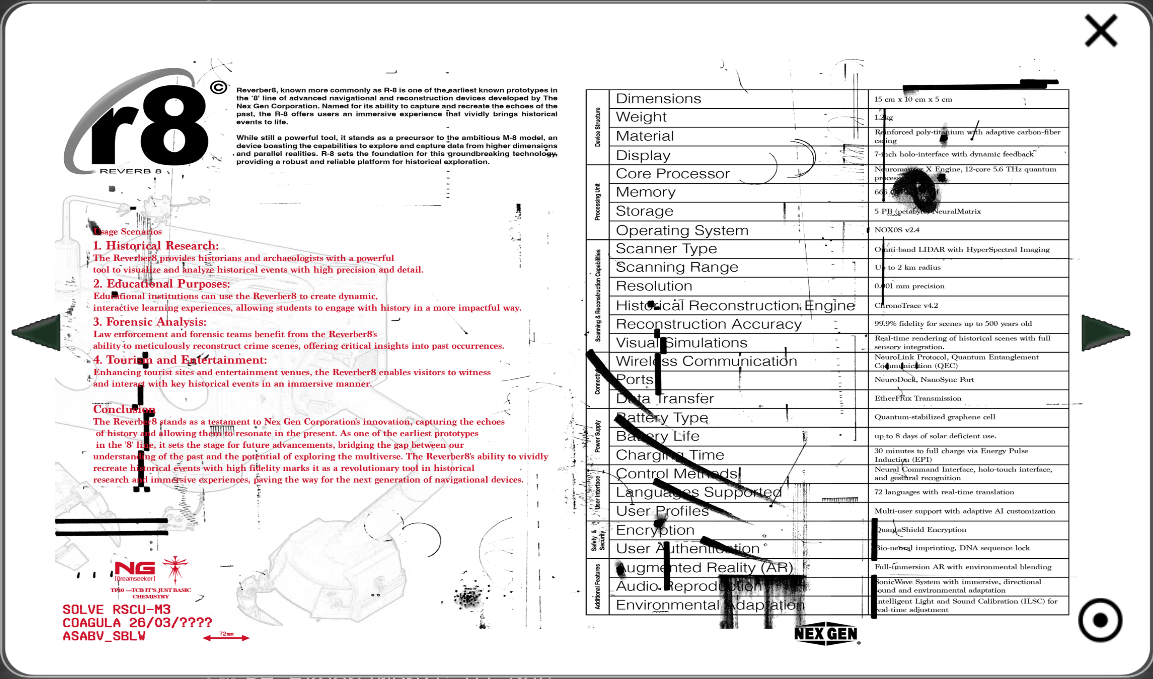 r8
©
REVERB 8
Reverber8, known more commonly as R-8 is one of the earliest known prototypes in
the '8' line of advanced navigational and reconstruction devices developed by The
Nex Gen Corporation. Named for its ability to capture and recreate the echoes of the
past, the R-8 offers users an immersive experience that vividly brings historical
events to life.
While still a powerful tool, it stands as a precursor to the ambitious M-8 model, an
device boasting the capabilities to explore and capture data from higher dimensions
and parallel realities. R-8 sets the foundation for this groundbreaking technology,
providing a robust and reliable platform for historical exploration.
Usage Scenarios
1. Historical Research:
The Reverber8 provides historians and archaeologists with a powerful
tool to visualize and analyze historical events with high precision and detail.
2. Educational Purposes:
Educational institutions can use the Reverber8 to create dynamic,
interactive learning experiences, allowing students to engage with history in a more impactful way.
3. Forensic Analysis:
Law enforcement and forensic teams benefit from the Reverber8's
ability to meticulously reconstruct crime scenes, offering critical insights into past occurrences.
4. Tourism and Entertainment:
Enhancing tourist sites and entertainment venues, the Reverber8 enables visitors to witness
and interact with key historical events in an immersive manner.
Conclusion
The Reverber8 stands as a testament to Nex Gen Corporation's innovation, capturing the echoes
of history and allowing them to resonate in the present. As one of the earliest prototypes
in the '8' line, it sets the stage for future advancements, bridging the gap between our
understanding of the past and the potential of exploring the multiverse. The Reverber8's ability to vividly
recreate historical events with high fidelity marks it as a revolutionary tool in historical
research and immersive experiences, paving the way for the next generation of navigational devices.
NG
[Dreamseeker]
TP80 —TCB IT'S JUST BASIC
CHEMISTRY
SOLVE RSCU-M3
COAGULA 26/03/????
ASABV_SBLW
72mm
Device Structure
Dimensions 15 cm x 10 cm x 5 cm
Weight
Material Reinforced poly-titanium with adaptive carbon-fiber
casing
Display 7-inch holo-interface with dynamic feedback
Processing Unit
Core Processor Neuromatrix X Engine, 12-core 5.6 THz quantum
processor
Memory
Storage 5 PB (petabyte) NeuralMatrix
Operating System NOX0S v2.4
Scanning & Reconstruction Capabilities
Scanner Type Omni-band LIDAR with HyperSpectral Imaging
Scanning Range Up to 2 km radius
Resolution 0.001 mm precision
Historical Reconstruction Engine ChronoTrace v4.2
Reconstruction Accuracy 99.9% fidelity for scenes up to 500 years old
Visual Simulations Real-time rendering of historical scenes with full
sensory integration.
Wireless Communication NeuroLink Protocol, Quantum Entanglement
Communication (QEC)
Ports NeuroDock, NanoSync Port
Data Transfer EtherFlux Transmission
Power Supply
Battery Type Quantum-stabilized graphene cell
Battery Life up to 8 days of solar deficient use.
Charging Time 30 minutes to full charge via Energy Pulse
Induction (EPI)
User Interface
Control Methods Neural Command Interface, holo-touch interface,
and gestural recognition
Languages Supported 72 languages with real-time translation
User Profiles Multi-user support with adaptive AI customization
Safety &
Security
Encryption QuantaShield Encryption
User Authentication Bio-neural imprinting, DNA sequence lock
Additional Features
Augmented Reality (AR) Full-immersion AR with environmental blending
Audio Reproduction SonicWave System with immersive, directional
sound and environmental adaptation
Environmental Adaptation Intelligent Light and Sound Calibration (ILSC) for
real-time adjustment
NEX GEN